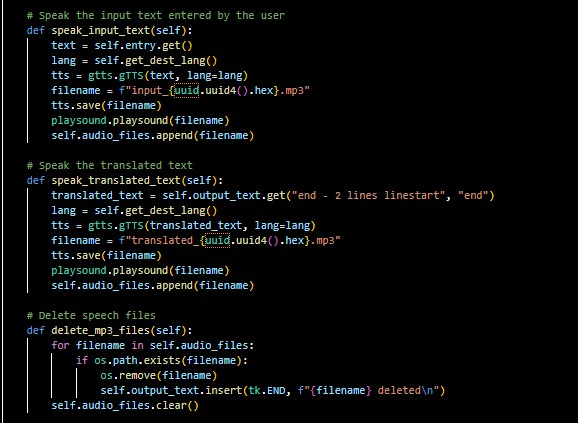 # Speak the input text entered by the user
def speak_input_text(self):
    text = self.entry.get()
    lang = self.get_dest_lang()
    tts = gtts.gTTS(text, lang=lang)
    filename = f"input_{uuid.uuid4().hex}.mp3"
    tts.save(filename)
    playsound.playsound(filename)
    self.audio_files.append(filename)

# Speak the translated text
def speak_translated_text(self):
    translated_text = self.output_text.get("end - 2 lines linestart", "end")
    lang = self.get_dest_lang()
    tts = gtts.gTTS(translated_text, lang=lang)
    filename = f"translated_{uuid.uuid4().hex}.mp3"
    tts.save(filename)
    playsound.playsound(filename)
    self.audio_files.append(filename)

# Delete speech files
def delete_mp3_files(self):
    for filename in self.audio_files:
        if os.path.exists(filename):
            os.remove(filename)
            self.output_text.insert(tk.END, f"{filename} deleted\n")
    self.audio_files.clear()